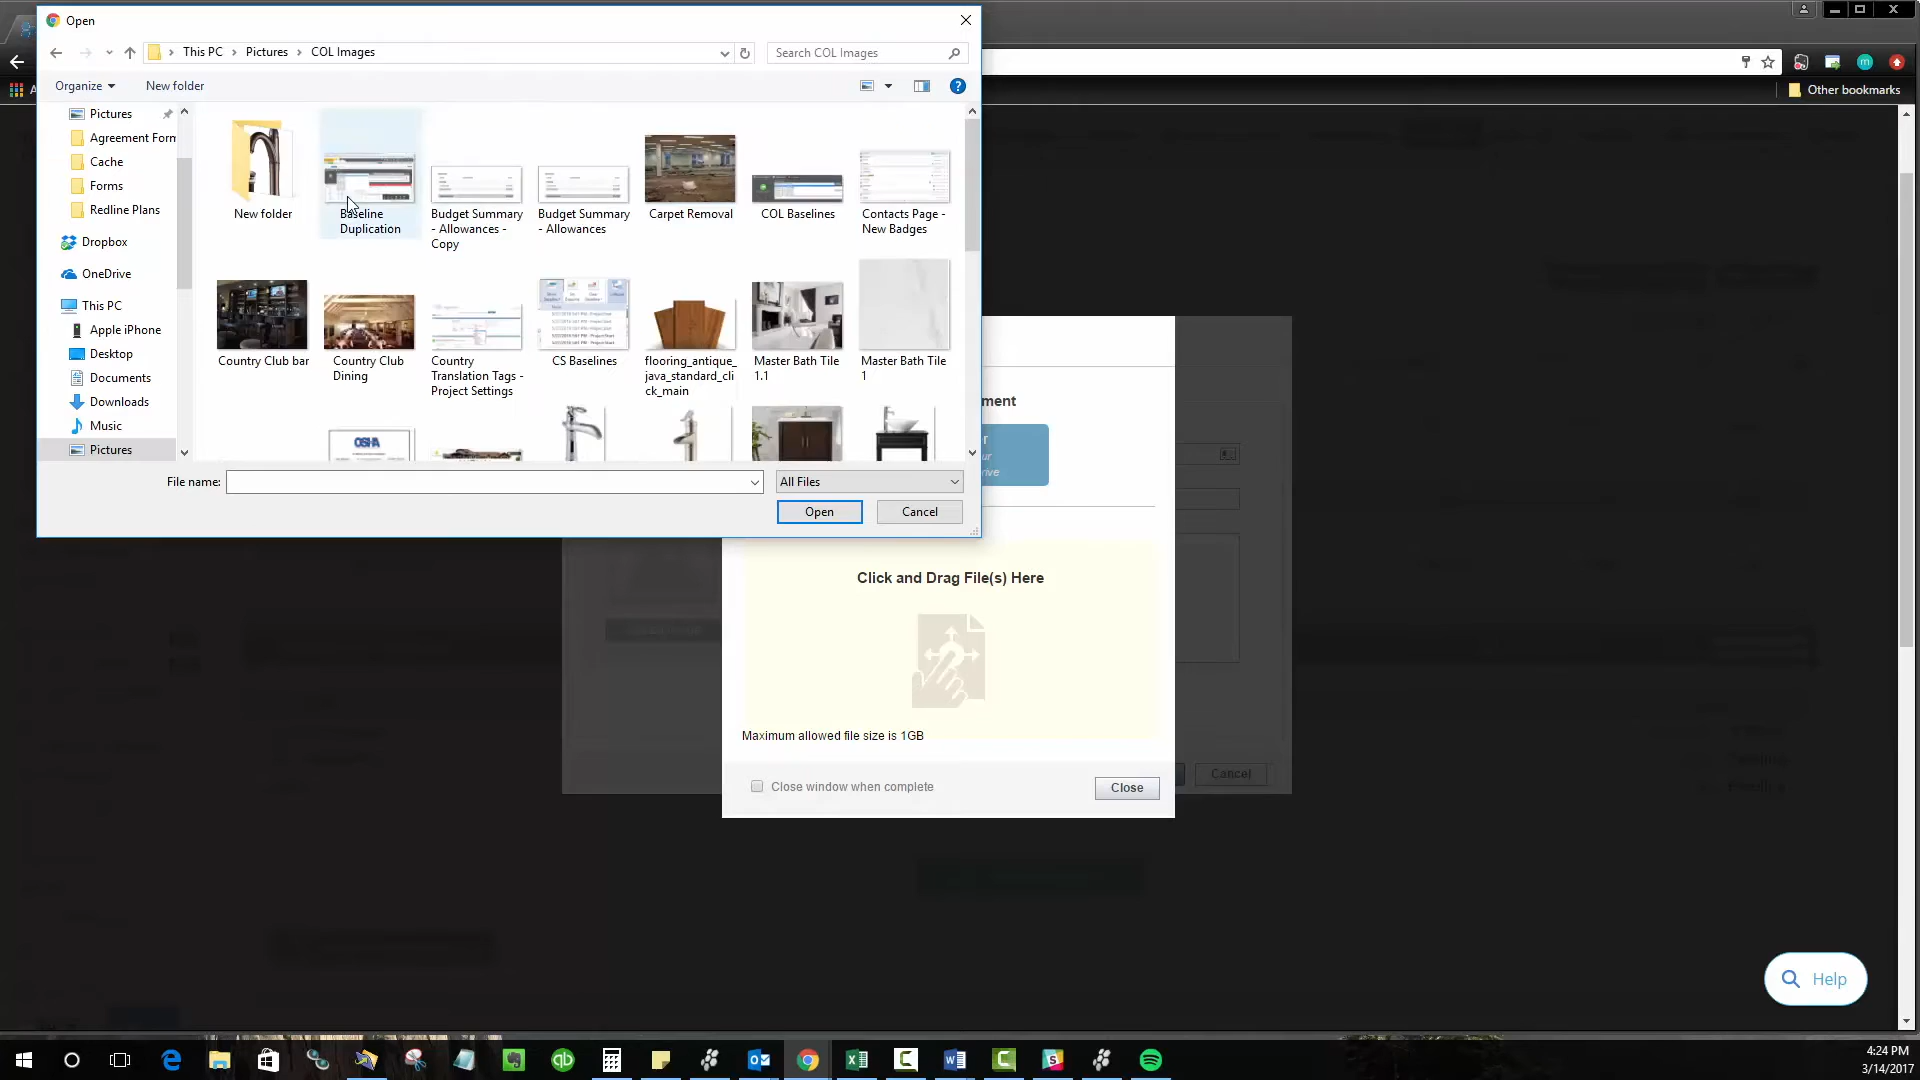 Open
This PC > Pictures > COL Images
Search COL Images
Other bookmarks
Organize
New folder
Pictures
Agreement Form
Cache
Forms
Redline Plans
Dropbox
OneDrive
This PC
Apple iPhone
Desktop
Documents
Downloads
Music
Pictures
New folder
Baseline
Duplication
Budget Summary
- Allowances -
Copy
Budget Summary
- Allowances
Carpet Removal
COL Baselines
Contacts Page -
New Badges
Country Club bar
Country Club
Dining
Country
Translation Tags -
Project Settings
CS Baselines
flooring_antique_
java_standard_cli
ck_main
Master Bath Tile
1.1
Master Bath Tile
1
OSHA
File name:
All Files
Open
Cancel
ment
r
ur
rive
Click and Drag File(s) Here
Maximum allowed file size is 1GB
Close window when complete
Close
Cancel
Help
4:24 PM
3/14/2017